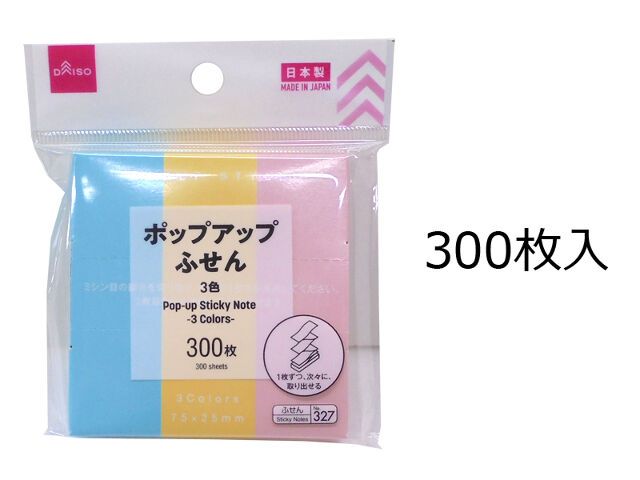 DAISO
日本製
MADE IN JAPAN
ポップアップ
ふせん
3色
Pop-up Sticky Note
-3 Colors-
300枚
300 sheets
1枚ずつ、次々に、
取り出せる
3Colors
75×35mm
ふせん
Sticky Notes
No.
327
300枚入